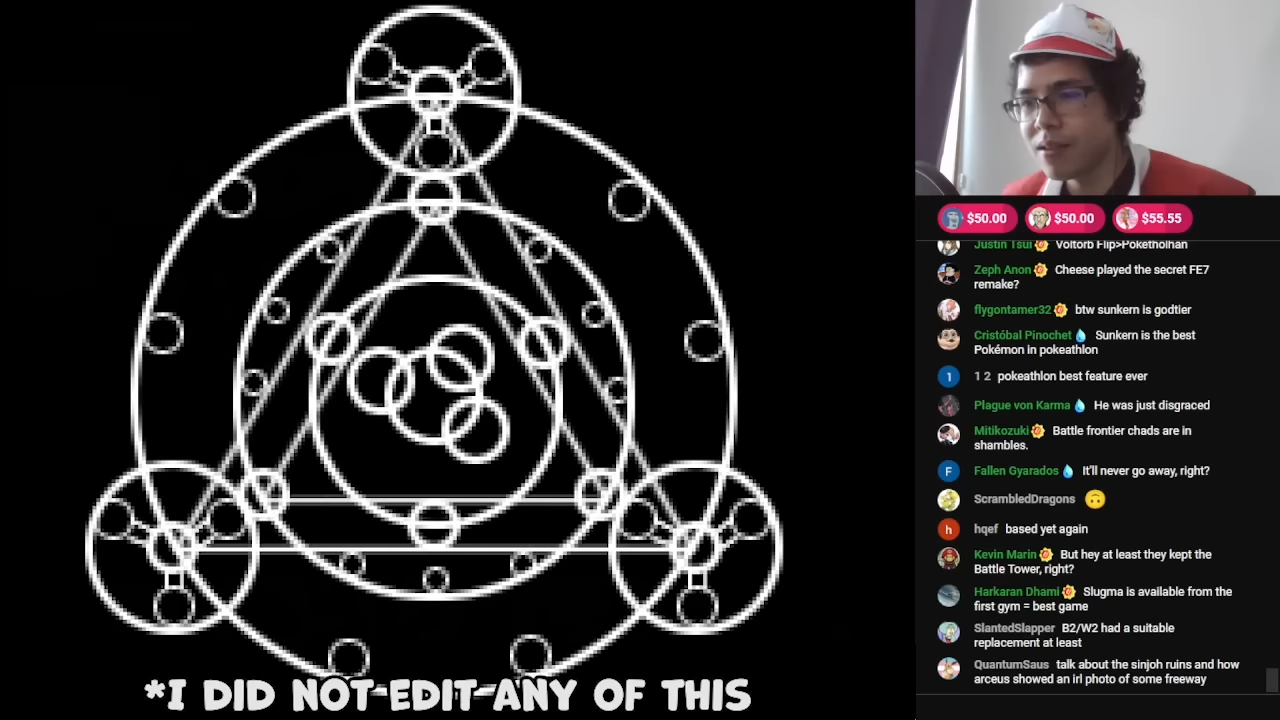 $50.00 $50.00 $55.55
Justin Tsui Voltorb Flip>Poketholhan
Zeph Anon Cheese played the secret FE7
remake?
flygontamer32 btw sunkern is godtier
Cristóbal Pinochet Sunkern is the best
Pokémon in pokeathlon
1 1 2 pokeathlon best feature ever
Plague von Karma He was just disgraced
Mitikozuki Battle frontier chads are in
shambles.
F Fallen Gyarados It'll never go away, right?
ScrambledDragons
h hqef based yet again
Kevin Marin But hey at least they kept the
Battle Tower, right?
Harkaran Dhami Slugma is available from the
first gym = best game
SlantedSlapper B2/W2 had a suitable
replacement at least
QuantumSaus talk about the sinjoh ruins and how
arceus showed an irl photo of some freeway
*I DID NOT EDIT ANY OF THIS